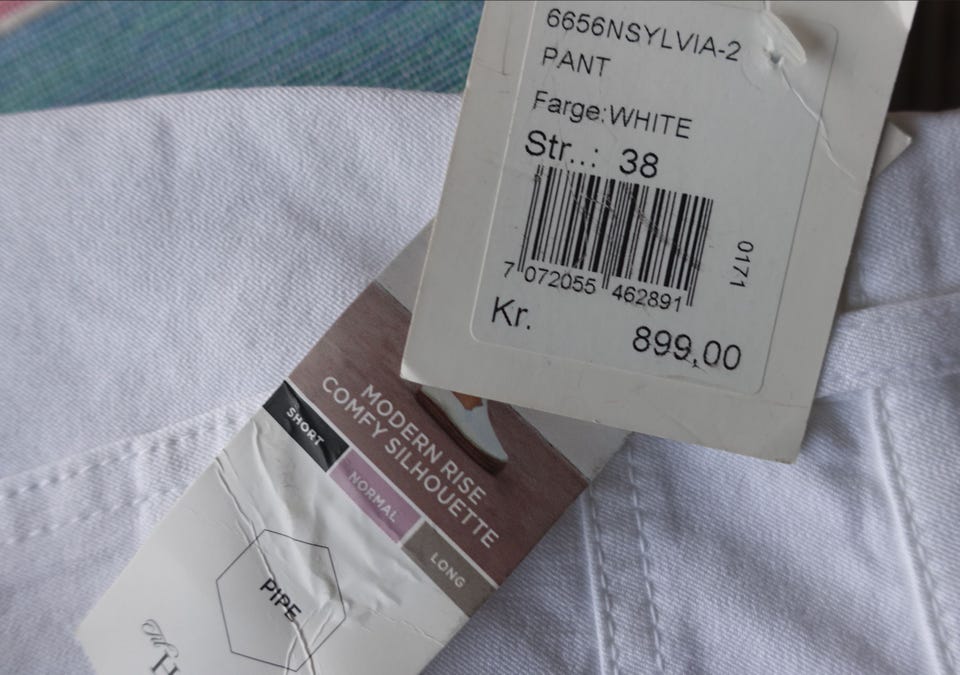 6656NSYLVIA-2
PANT
Farge:WHITE
Str..: 38
7 072055 462891
0171
Kr. 899,00
MODERN RISE
COMFY SILHOUETTE
SHORT
NORMAL
LONG
PIPE